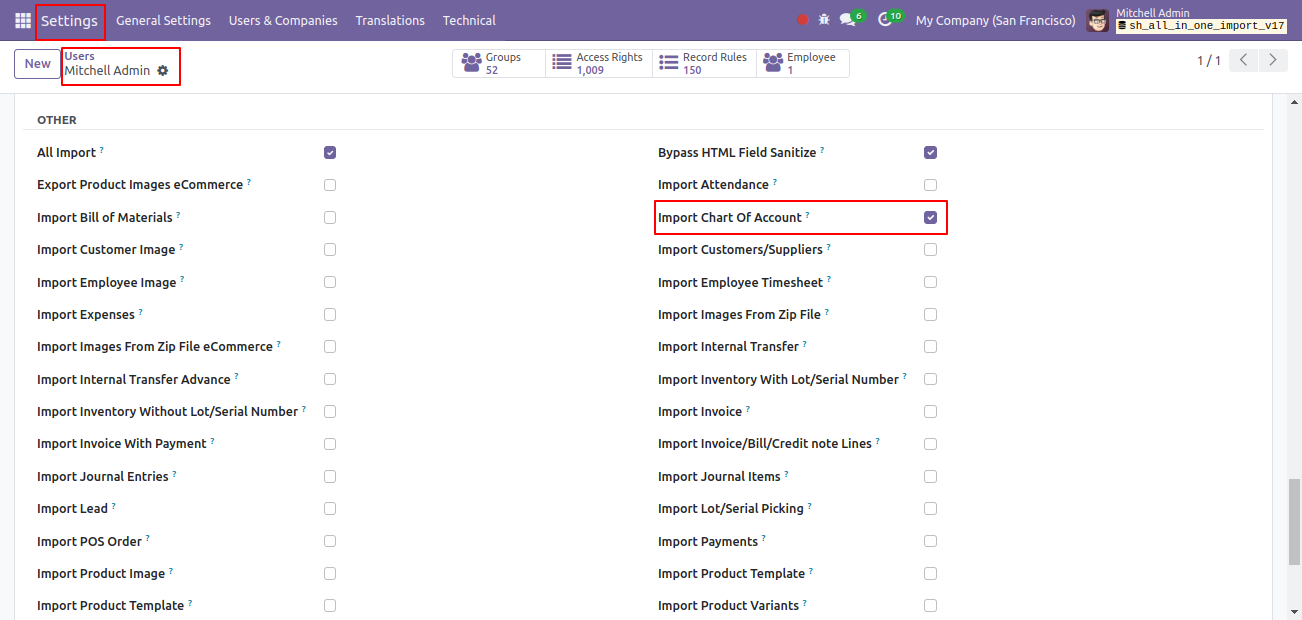 Settings General Settings Users & Companies Translations Technical 6 10 My Company (San Francisco) Mitchell Admin
sh_all_in_one_import_v17
New Users Groups Access Rights Record Rules Employee
Mitchell Admin 52 1,009 150 1 1 / 1
OTHER
All Import ? Bypass HTML Field Sanitize ?
Export Product Images eCommerce ? Import Attendance ?
Import Bill of Materials ? Import Chart Of Account ?
Import Customer Image ? Import Customers/Suppliers ?
Import Employee Image ? Import Employee Timesheet ?
Import Expenses ? Import Images From Zip File ?
Import Images From Zip File eCommerce ? Import Internal Transfer ?
Import Internal Transfer Advance ? Import Inventory With Lot/Serial Number ?
Import Inventory Without Lot/Serial Number ? Import Invoice ?
Import Invoice With Payment ? Import Invoice/Bill/Credit note Lines ?
Import Journal Entries ? Import Journal Items ?
Import Lead ? Import Lot/Serial Picking ?
Import POS Order ? Import Payments ?
Import Product Image ? Import Product Template ?
Import Product Template ? Import Product Variants ?